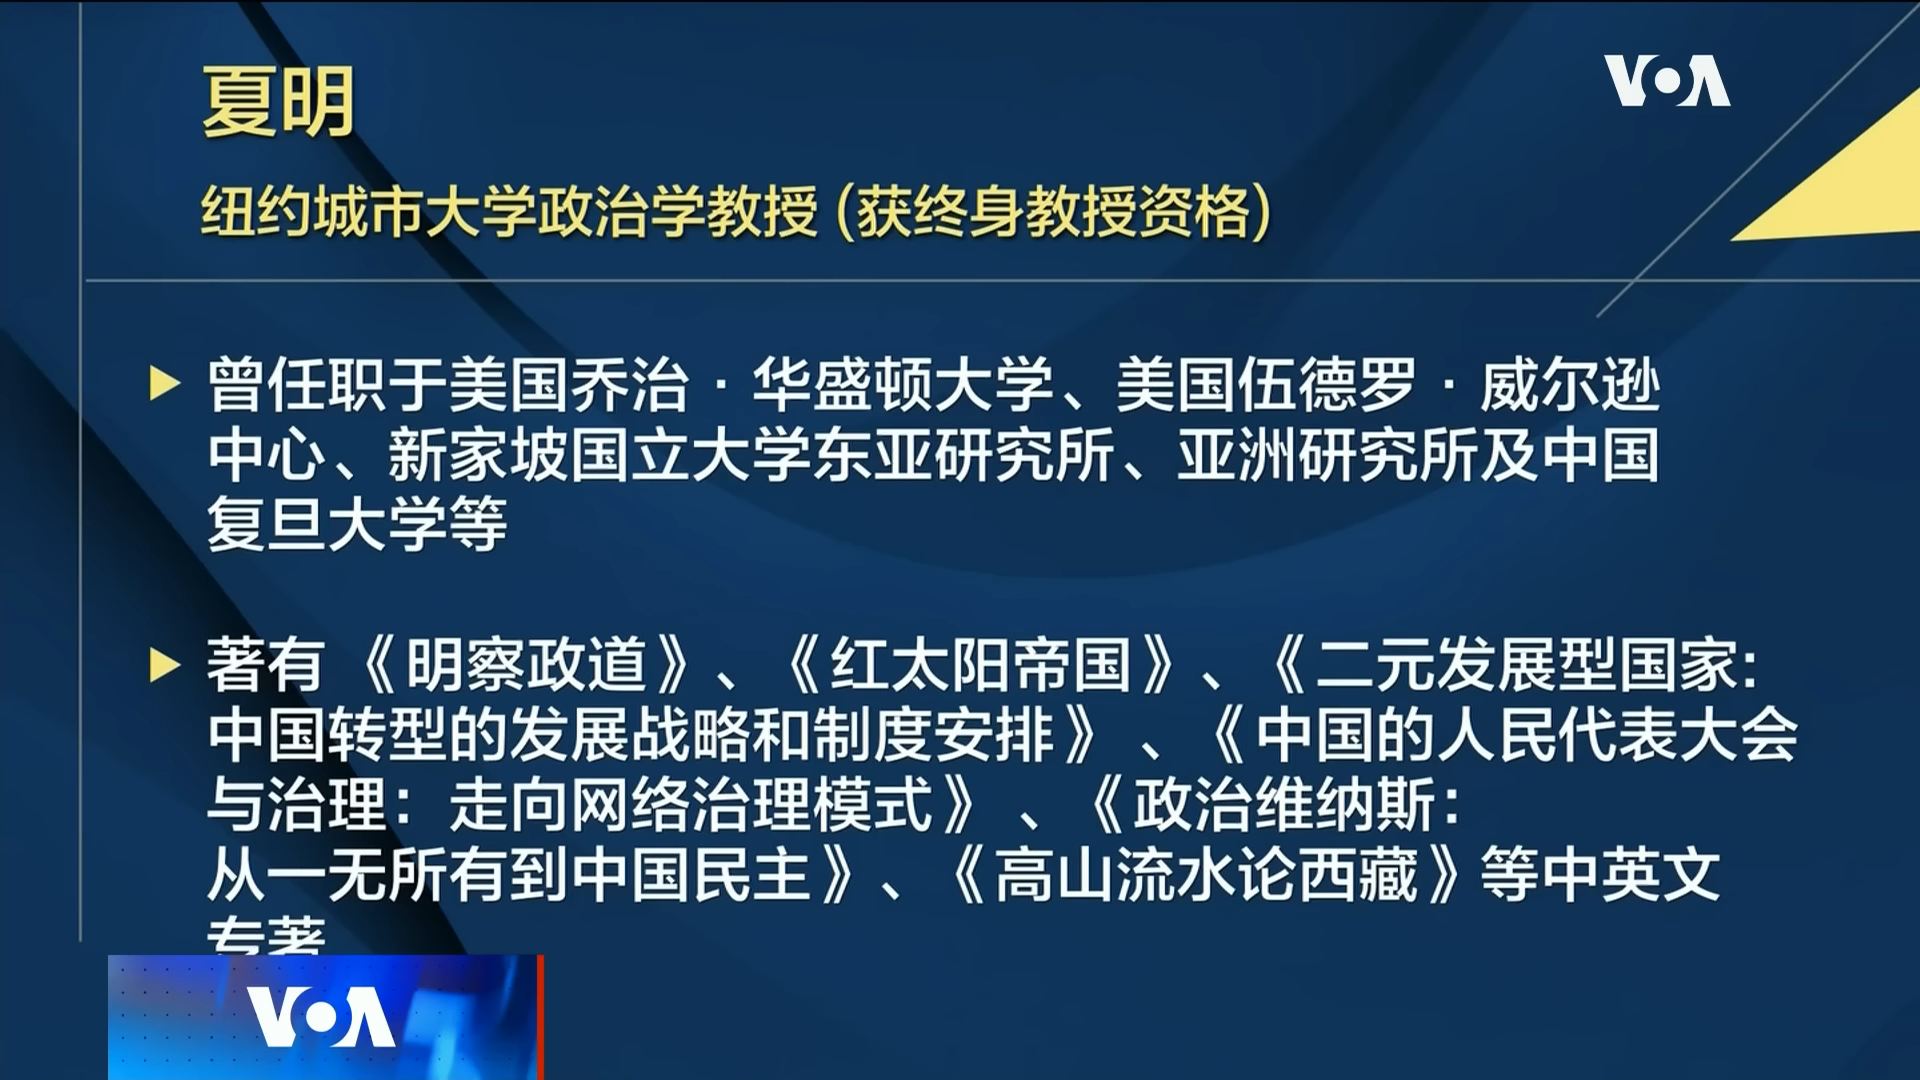 夏明
VOA
纽约城市大学政治学教授 (获终身教授资格)
曾任职于美国乔治·华盛顿大学、美国伍德罗·威尔逊
中心、新家坡国立大学东亚研究所、亚洲研究所及中国
复旦大学等
著有《明察政道》、《红太阳帝国》、《二元发展型国家:
中国转型的发展战略和制度安排》、《中国的人民代表大会
与治理：走向网络治理模式》、《政治维纳斯：
从一无所有到中国民主》、《高山流水论西藏》等中英文
专著
VOA